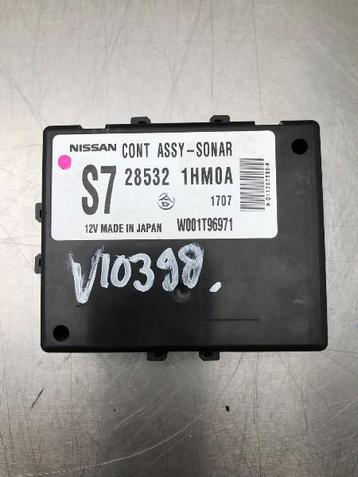 NISSAN CONT ASSY-SONAR
S7 28532 1HM0A
1707
12V MADE IN JAPAN W001T96971
V10398.